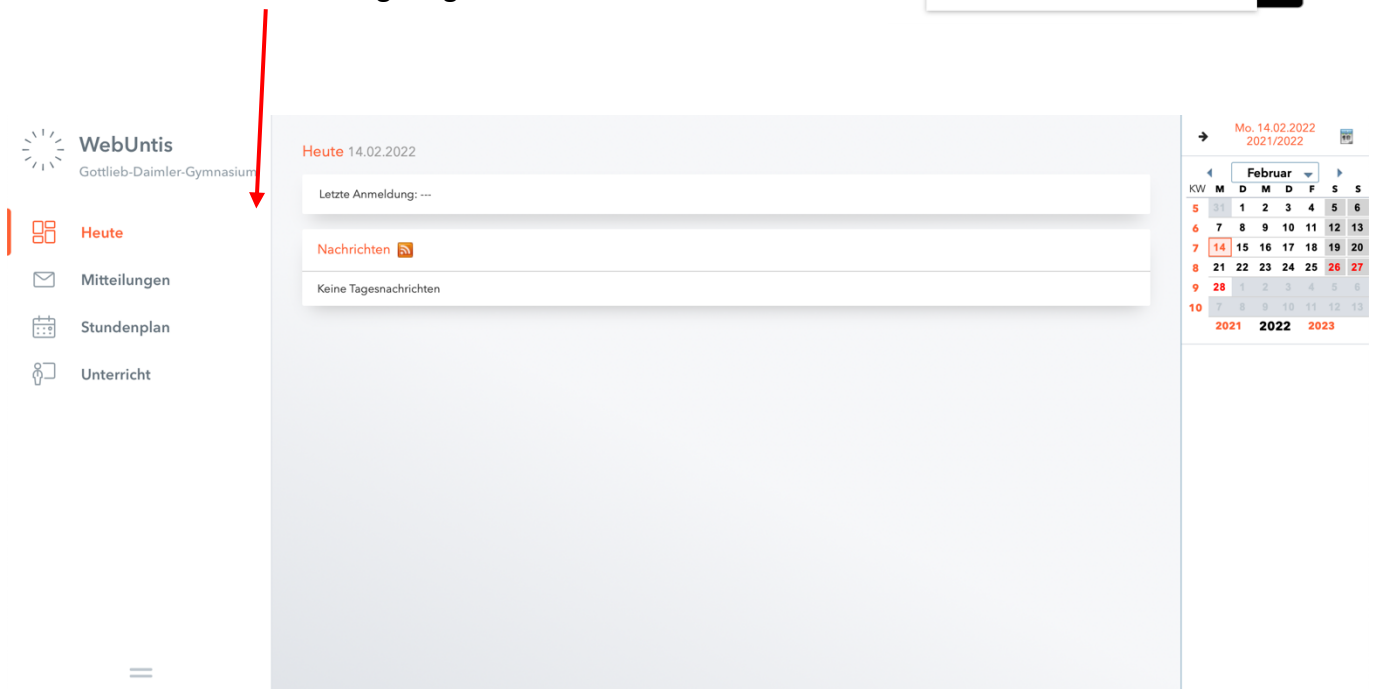 WebUntis
Gottlieb-Daimler-Gymnasium
Heute
Mitteilungen
Stundenplan
Unterricht
Heute 14.02.2022
Letzte Anmeldung: ---
Nachrichten
Keine Tagesnachrichten
Mo. 14.02.2022
2021/2022
Februar
KW M D M D F S S
5 31 1 2 3 4 5 6
6 7 8 9 10 11 12 13
7 14 15 16 17 18 19 20
8 21 22 23 24 25 26 27
9 28 1 2 3 4 5 6
10 7 8 9 10 11 12 13
2021 2022 2023